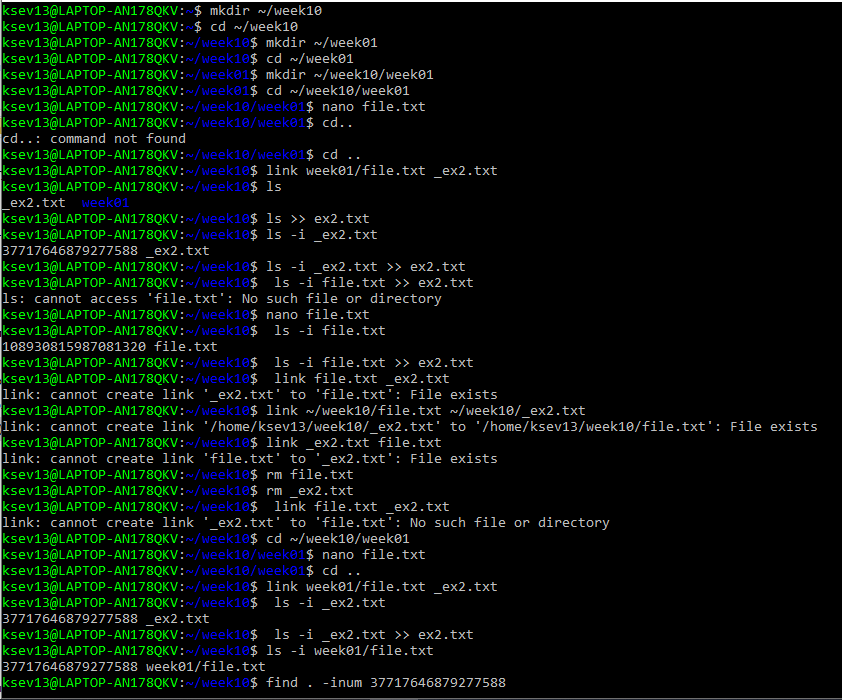 ksev13@LAPTOP-AN178QKV:~$ mkdir ~/week10
ksev13@LAPTOP-AN178QKV:~$ cd ~/week10
ksev13@LAPTOP-AN178QKV:~/week10$ mkdir ~/week01
ksev13@LAPTOP-AN178QKV:~/week10$ cd ~/week01
ksev13@LAPTOP-AN178QKV:~/week01$ mkdir ~/week10/week01
ksev13@LAPTOP-AN178QKV:~/week01$ cd ~/week10/week01
ksev13@LAPTOP-AN178QKV:~/week10/week01$ nano file.txt
ksev13@LAPTOP-AN178QKV:~/week10/week01$ cd..
cd..: command not found
ksev13@LAPTOP-AN178QKV:~/week10/week01$ cd ..
ksev13@LAPTOP-AN178QKV:~/week10$ link week01/file.txt _ex2.txt
ksev13@LAPTOP-AN178QKV:~/week10$ ls
_ex2.txt  week01
ksev13@LAPTOP-AN178QKV:~/week10$ ls >> ex2.txt
ksev13@LAPTOP-AN178QKV:~/week10$ ls -i _ex2.txt
37717646879277588 _ex2.txt
ksev13@LAPTOP-AN178QKV:~/week10$ ls -i _ex2.txt >> ex2.txt
ksev13@LAPTOP-AN178QKV:~/week10$  ls -i file.txt >> ex2.txt
ls: cannot access 'file.txt': No such file or directory
ksev13@LAPTOP-AN178QKV:~/week10$ nano file.txt
ksev13@LAPTOP-AN178QKV:~/week10$  ls -i file.txt
108930815987081320 file.txt
ksev13@LAPTOP-AN178QKV:~/week10$  ls -i file.txt >> ex2.txt
ksev13@LAPTOP-AN178QKV:~/week10$  link file.txt _ex2.txt
link: cannot create link '_ex2.txt' to 'file.txt': File exists
ksev13@LAPTOP-AN178QKV:~/week10$ link ~/week10/file.txt ~/week10/_ex2.txt
link: cannot create link '/home/ksev13/week10/_ex2.txt' to '/home/ksev13/week10/file.txt': File exists
ksev13@LAPTOP-AN178QKV:~/week10$ link _ex2.txt file.txt
link: cannot create link 'file.txt' to '_ex2.txt': File exists
ksev13@LAPTOP-AN178QKV:~/week10$ rm file.txt
ksev13@LAPTOP-AN178QKV:~/week10$ rm _ex2.txt
ksev13@LAPTOP-AN178QKV:~/week10$  link file.txt _ex2.txt
link: cannot create link '_ex2.txt' to 'file.txt': No such file or directory
ksev13@LAPTOP-AN178QKV:~/week10$ cd ~/week10/week01
ksev13@LAPTOP-AN178QKV:~/week10/week01$ nano file.txt
ksev13@LAPTOP-AN178QKV:~/week10/week01$ cd ..
ksev13@LAPTOP-AN178QKV:~/week10$ link week01/file.txt _ex2.txt
ksev13@LAPTOP-AN178QKV:~/week10$  ls -i _ex2.txt
37717646879277588 _ex2.txt
ksev13@LAPTOP-AN178QKV:~/week10$  ls -i _ex2.txt >> ex2.txt
ksev13@LAPTOP-AN178QKV:~/week10$ ls -i week01/file.txt
37717646879277588 week01/file.txt
ksev13@LAPTOP-AN178QKV:~/week10$ find . -inum 37717646879277588